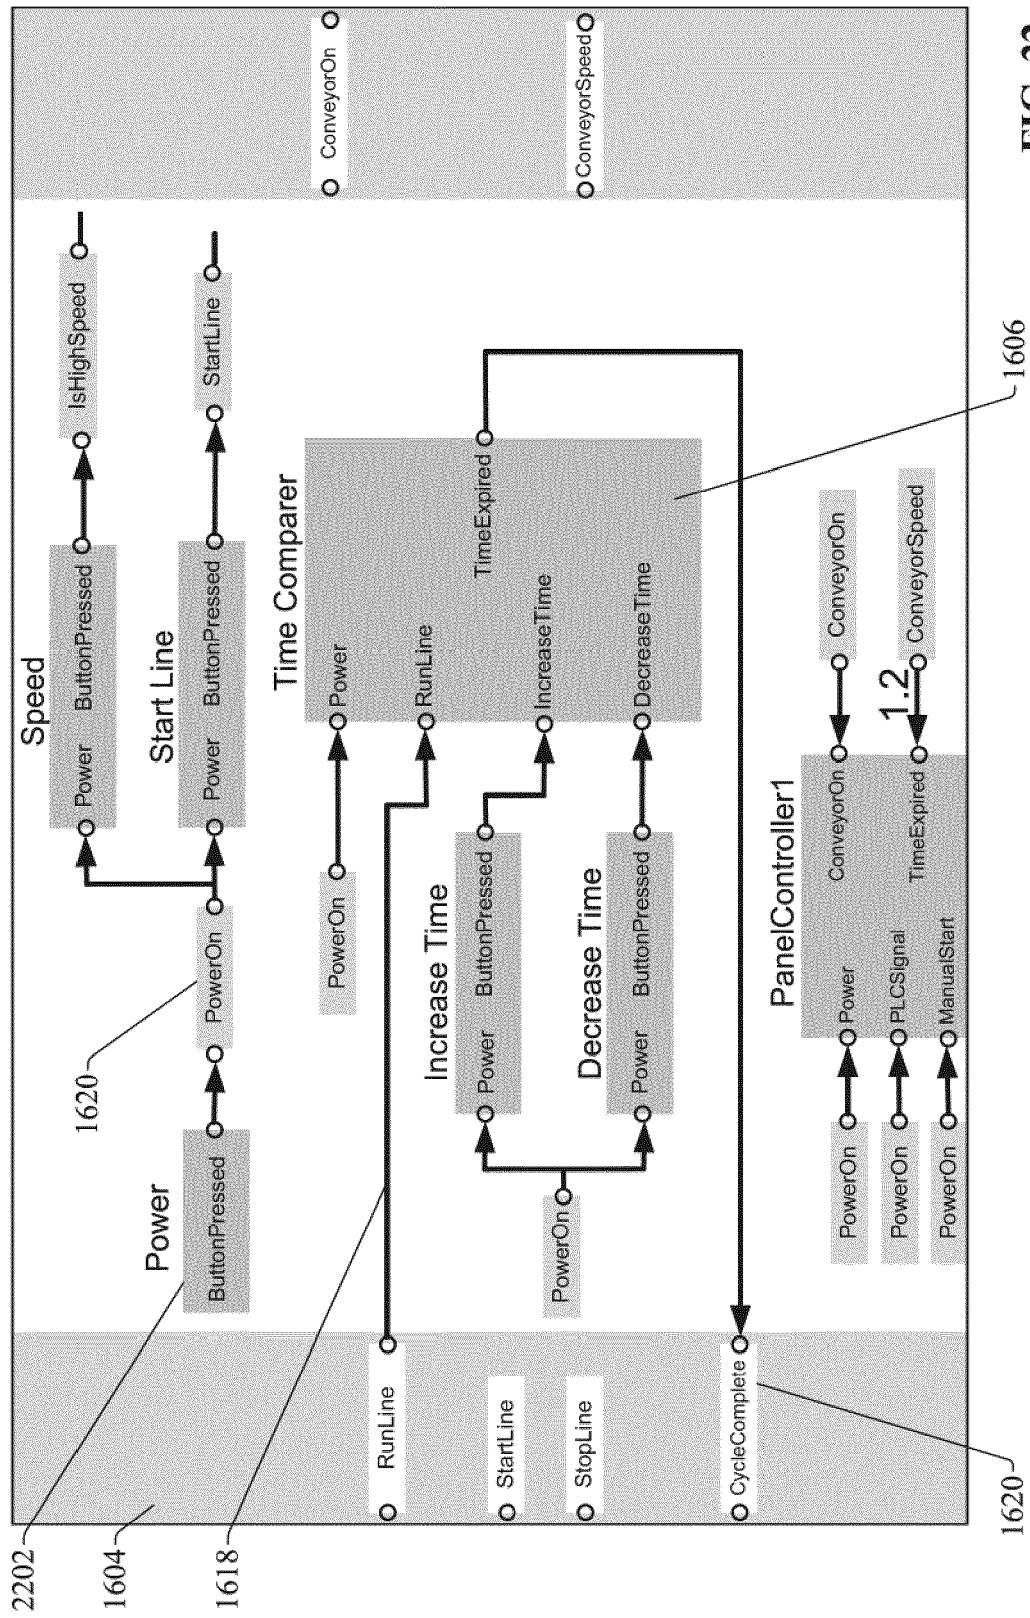 2202
1604
1618
1620
Speed
Power ButtonPressed
IsHighSpeed
Power
ButtonPressed
PowerOn
Start Line
Power ButtonPressed
StartLine
Time Comparer
Power
RunLine
IncreaseTime
DecreaseTime
TimeExpired
PowerOn
RunLine
StartLine
StopLine
CycleComplete
Increase Time
Power ButtonPressed
PowerOn
Decrease Time
Power ButtonPressed
ConveyorOn
ConveyorSpeed
PanelController1
PowerOn
Power
ConveyorOn
ConveyorOn
PowerOn
PLCSignal
1.2
TimeExpired
ConveyorSpeed
PowerOn
ManualStart
1620
1606
FIG. 22